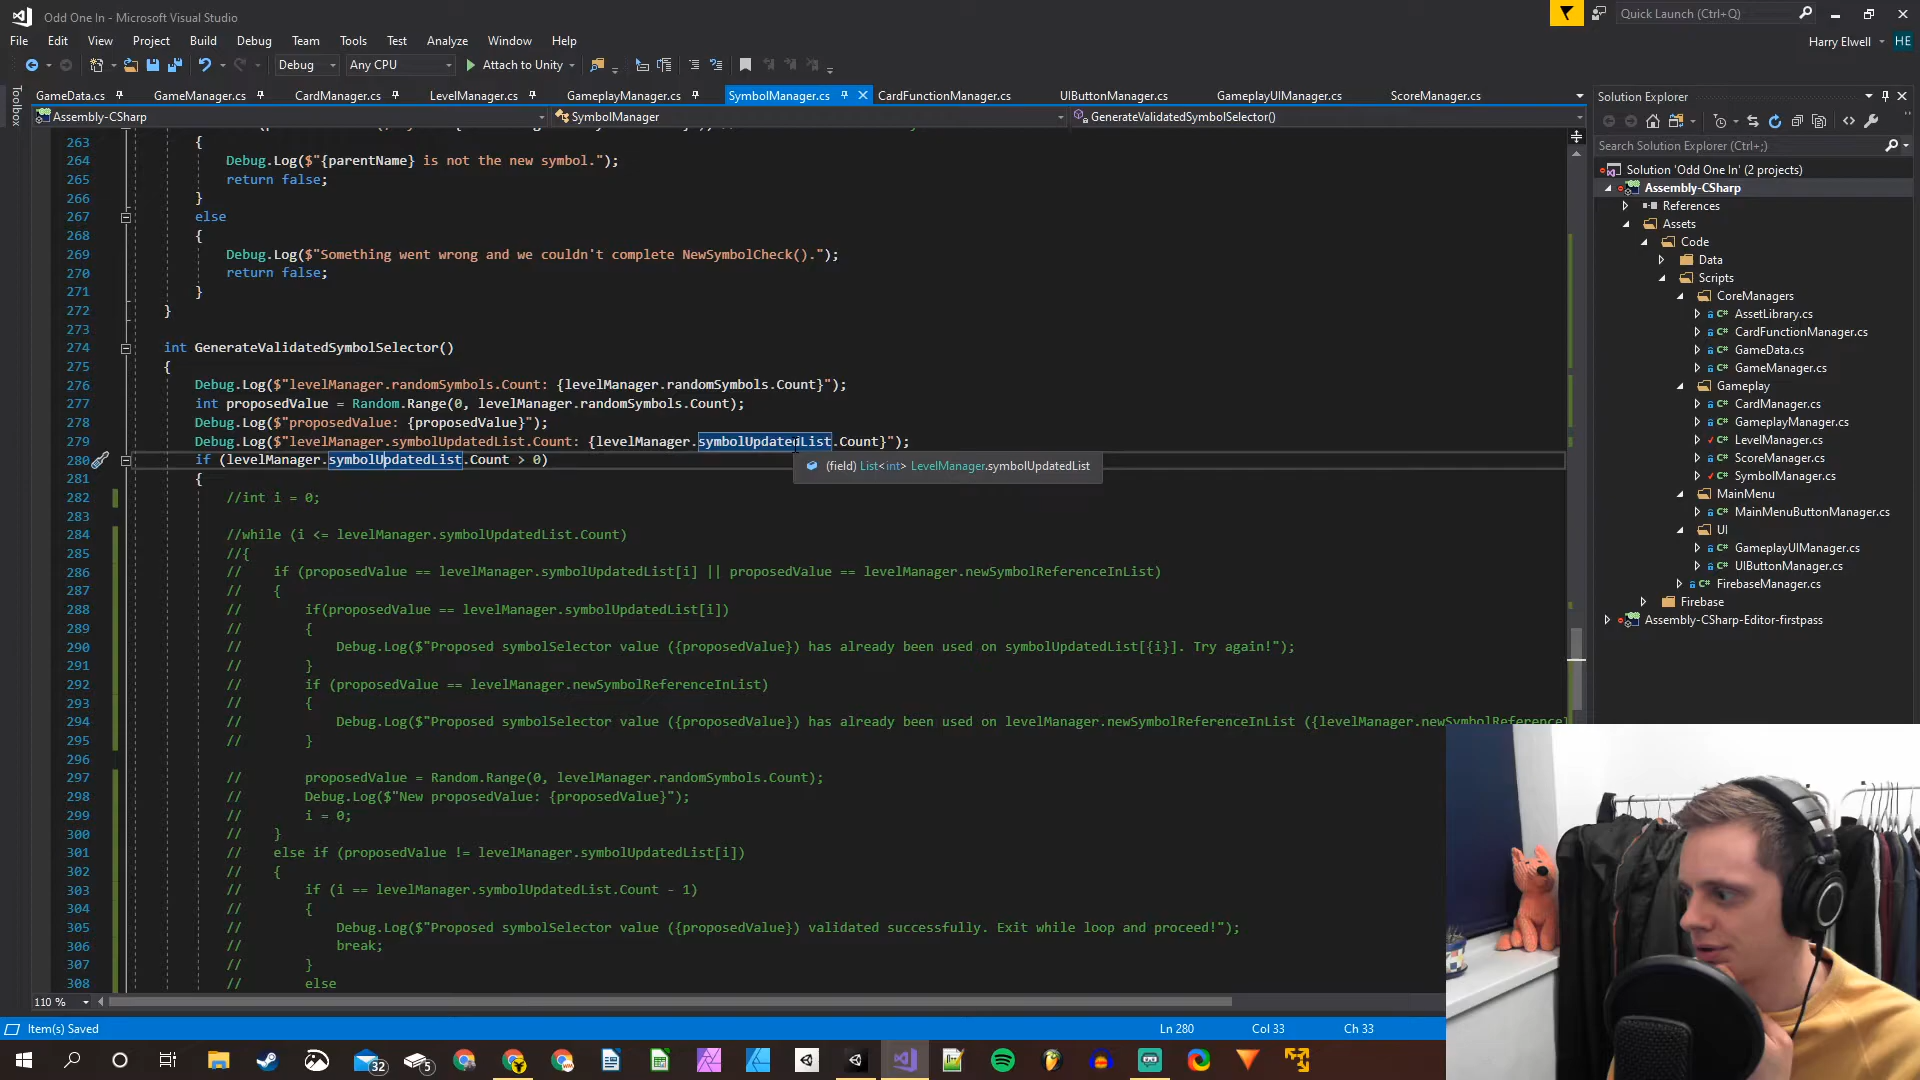 Odd One In - Microsoft Visual Studio
Quick Launch (Ctrl+Q)
File Edit View Project Build Debug Team Tools Test Analyze Window Help
Harry Elwell HE
Debug Any CPU Attach to Unity
Toolbox
GameData.cs GameManager.cs CardManager.cs LevelManager.cs GameplayManager.cs SymbolManager.cs CardFunctionManager.cs UIButtonManager.cs GameplayUIManager.cs ScoreManager.cs
Assembly-CSharp SymbolManager GenerateValidatedSymbolSelector()
263 {
264 Debug.Log($"{parentName} is not the new symbol.");
265 return false;
266 }
267 else
268 {
269 Debug.Log($"Something went wrong and we couldn't complete NewSymbolCheck().");
270 return false;
271 }
272 }
273
274 int GenerateValidatedSymbolSelector()
275 {
276 Debug.Log($"levelManager.randomSymbols.Count: {levelManager.randomSymbols.Count}");
277 int proposedValue = Random.Range(0, levelManager.randomSymbols.Count);
278 Debug.Log($"proposedValue: {proposedValue}");
279 Debug.Log($"levelManager.symbolUpdatedList.Count: {levelManager.symbolUpdatedList.Count}");
280 if (levelManager.symbolUpdatedList.Count > 0)
(field) List<int> LevelManager.symbolUpdatedList
281 {
282 //int i = 0;
283
284 //while (i <= levelManager.symbolUpdatedList.Count)
285 //{
286 // if (proposedValue == levelManager.symbolUpdatedList[i] || proposedValue == levelManager.newSymbolReferenceInList)
287 // {
288 // if(proposedValue == levelManager.symbolUpdatedList[i])
289 // {
290 // Debug.Log($"Proposed symbolSelector value ({proposedValue}) has already been used on symbolUpdatedList[{i}]. Try again!");
291 // }
292 // if (proposedValue == levelManager.newSymbolReferenceInList)
293 // {
294 // Debug.Log($"Proposed symbolSelector value ({proposedValue}) has already been used on levelManager.newSymbolReferenceInList ({levelManager.newSymbolReference
295 // }
296
297 // proposedValue = Random.Range(0, levelManager.randomSymbols.Count);
298 // Debug.Log($"New proposedValue: {proposedValue}");
299 // i = 0;
300 // }
301 // else if (proposedValue != levelManager.symbolUpdatedList[i])
302 // {
303 // if (i == levelManager.symbolUpdatedList.Count - 1)
304 // {
305 // Debug.Log($"Proposed symbolSelector value ({proposedValue}) validated successfully. Exit while loop and proceed!");
306 // break;
307 // }
308 // else
110 %
Item(s) Saved Ln 280 Col 33 Ch 33
Solution Explorer
Search Solution Explorer (Ctrl+;)
Solution 'Odd One In' (2 projects)
Assembly-CSharp
References
Assets
Code
Data
Scripts
CoreManagers
AssetLibrary.cs
CardFunctionManager.cs
GameData.cs
GameManager.cs
Gameplay
CardManager.cs
GameplayManager.cs
LevelManager.cs
ScoreManager.cs
SymbolManager.cs
MainMenu
MainMenuButtonManager.cs
UI
GameplayUIManager.cs
UIButtonManager.cs
FirebaseManager.cs
Firebase
Assembly-CSharp-Editor-firstpass
32
5